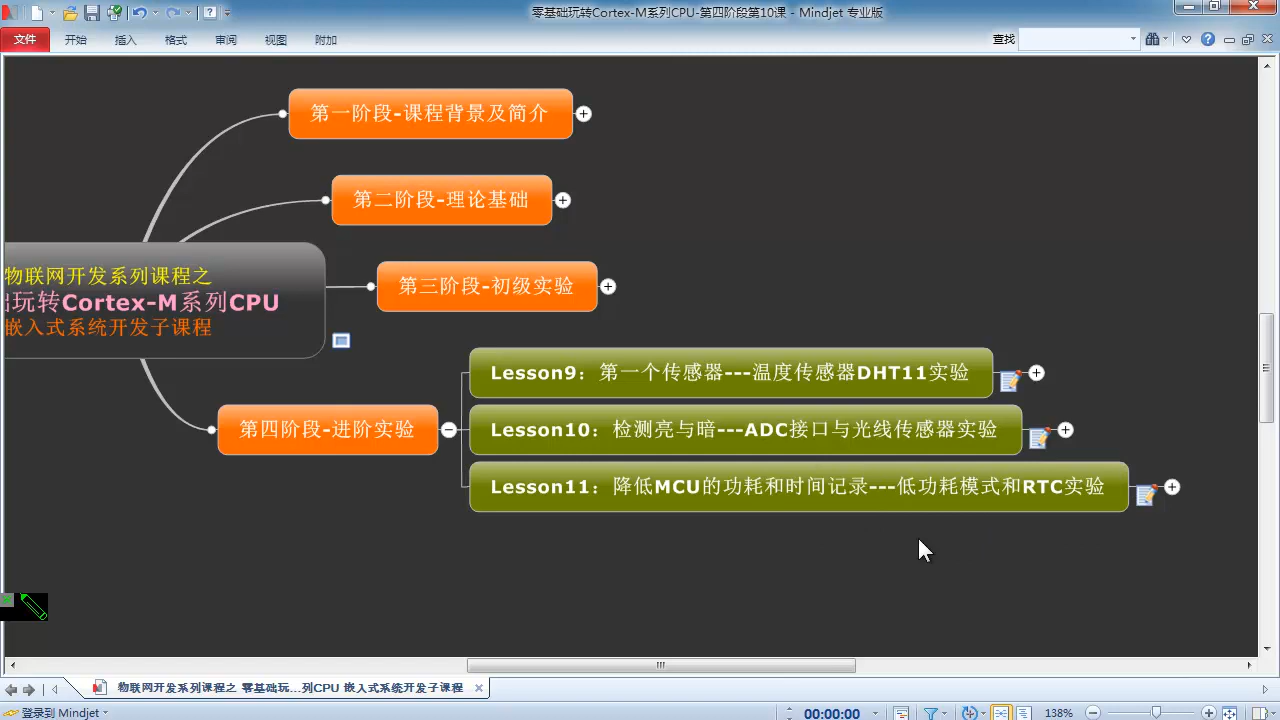 零基础玩转Cortex-M系列CPU-第四阶段第10课 - Mindjet 专业版
文件 开始 插入 格式 审阅 视图 附加 查找
第一阶段-课程背景及简介
第二阶段-理论基础
物联网开发系列课程之
玩转Cortex-M系列CPU
嵌入式系统开发子课程
第三阶段-初级实验
第四阶段-进阶实验
Lesson9：第一个传感器---温度传感器DHT11实验
Lesson10：检测亮与暗---ADC接口与光线传感器实验
Lesson11：降低MCU的功耗和时间记录---低功耗模式和RTC实验
物联网开发系列课程之 零基础玩...列CPU 嵌入式系统开发子课程
登录到 Mindjet 00:00:00 138%